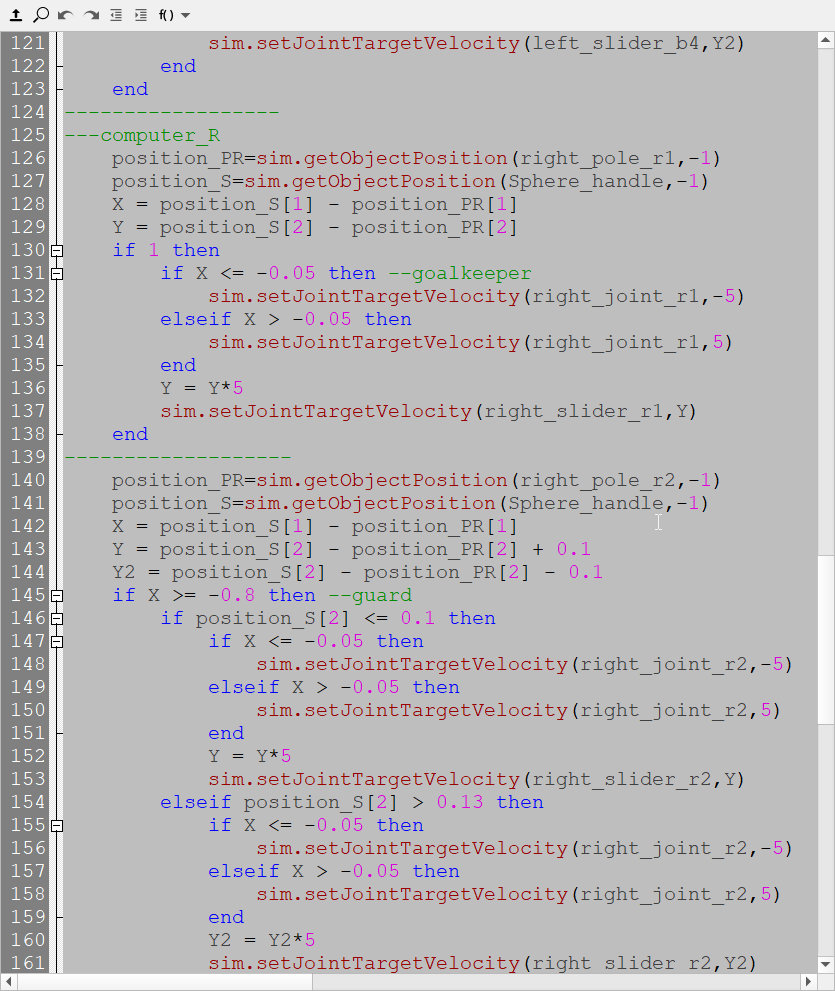 f()
121 sim.setJointTargetVelocity(left_slider_b4,Y2)
122 end
123 end
124 ------------------
125 ---computer_R
126 position_PR=sim.getObjectPosition(right_pole_r1,-1)
127 position_S=sim.getObjectPosition(Sphere_handle,-1)
128 X = position_S[1] - position_PR[1]
129 Y = position_S[2] - position_PR[2]
130 if 1 then
131 if X <= -0.05 then --goalkeeper
132 sim.setJointTargetVelocity(right_joint_r1,-5)
133 elseif X > -0.05 then
134 sim.setJointTargetVelocity(right_joint_r1,5)
135 end
136 Y = Y*5
137 sim.setJointTargetVelocity(right_slider_r1,Y)
138 end
139 -------------------
140 position_PR=sim.getObjectPosition(right_pole_r2,-1)
141 position_S=sim.getObjectPosition(Sphere_handle,-1)
142 X = position_S[1] - position_PR[1]
143 Y = position_S[2] - position_PR[2] + 0.1
144 Y2 = position_S[2] - position_PR[2] - 0.1
145 if X >= -0.8 then --guard
146 if position_S[2] <= 0.1 then
147 if X <= -0.05 then
148 sim.setJointTargetVelocity(right_joint_r2,-5)
149 elseif X > -0.05 then
150 sim.setJointTargetVelocity(right_joint_r2,5)
151 end
152 Y = Y*5
153 sim.setJointTargetVelocity(right_slider_r2,Y)
154 elseif position_S[2] > 0.13 then
155 if X <= -0.05 then
156 sim.setJointTargetVelocity(right_joint_r2,-5)
157 elseif X > -0.05 then
158 sim.setJointTargetVelocity(right_joint_r2,5)
159 end
160 Y2 = Y2*5
161 sim.setJointTargetVelocity(right_slider_r2,Y2)